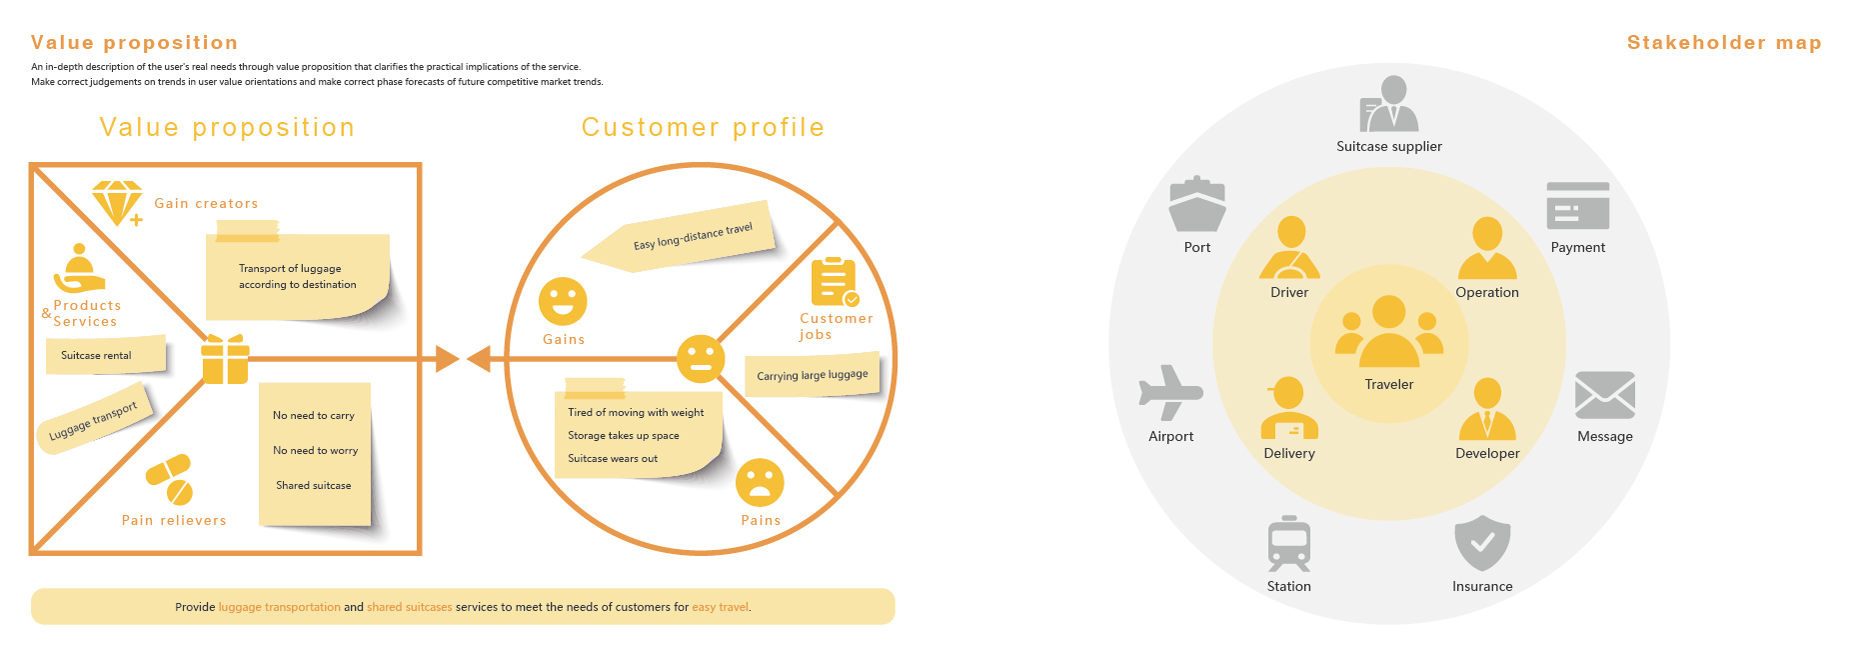 Value proposition
An in-depth description of the user's real needs through value proposition that clarifies the practical implications of the service.
Make correct judgements on trends in user value orientations and make correct phase forecasts of future competitive market trends.
Value proposition
Gain creators
Transport of luggage
according to destination
Products
& Services
Suitcase rental
Luggage transport
Pain relievers
No need to carry
No need to worry
Shared suitcase
Customer profile
Easy long-distance travel
Gains
Customer
jobs
Carrying large luggage
Tired of moving with weight
Storage takes up space
Suitcase wears out
Pains
Provide luggage transportation and shared suitcases services to meet the needs of customers for easy travel.
Stakeholder map
Suitcase supplier
Port
Payment
Driver
Operation
Traveler
Airport
Message
Delivery
Developer
Station
Insurance